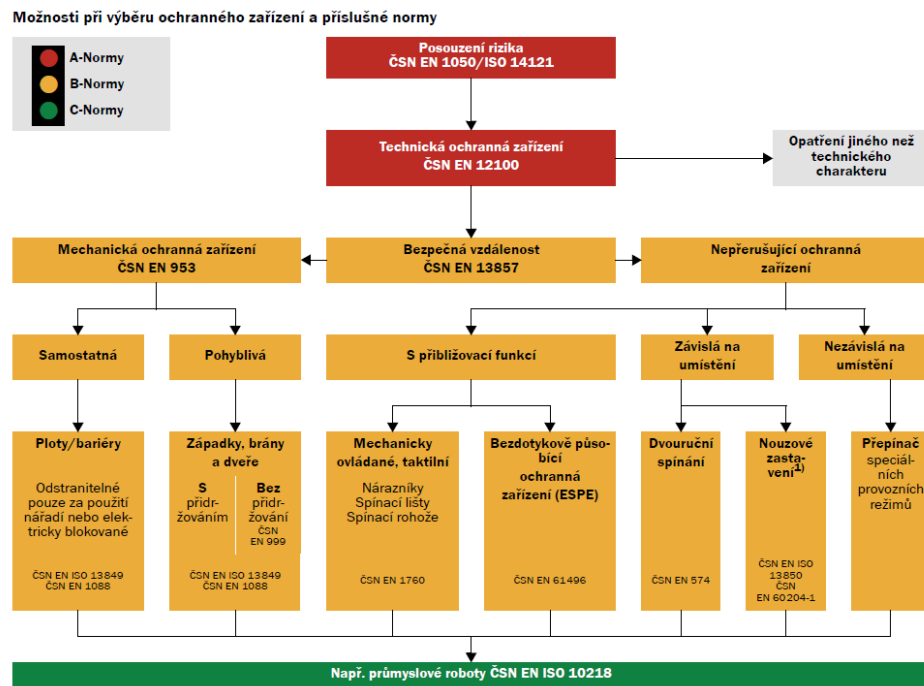 Možnosti při výběru ochranného zařízení a příslušné normy
A-Normy
B-Normy
C-Normy
Posouzení rizika
ČSN EN 1050/ISO 14121
Technická ochranná zařízení
ČSN EN 12100
Opatření jiného než
technického
charakteru
Mechanická ochranná zařízení
ČSN EN 953
Bezpečná vzdálenost
ČSN EN 13857
Nepřerušující ochranná
zařízení
Samostatná
Pohyblivá
S přibližovací funkcí
Závislá na
umístění
Nezávislá na
umístění
Ploty/bariéry
Odstranitelné
pouze za použití
nářadí nebo elek-
tricky blokované
ČSN EN ISO 13849
ČSN EN 1088
Západky, brány
a dveře
S
přidr-
žováním
Bez
přidr-
žování
ČSN
EN 999
ČSN EN ISO 13849
ČSN EN 1088
Mechanicky
ovládané, taktilní
Nárazníky
Spínací lišty
Spínací rohože
ČSN EN 1760
Bezdotykově půso-
bící
ochranná
zařízení (ESPE)
ČSN EN 61496
Dvouruční
spínání
ČSN EN 574
Nouzové
zasta-
vení1)
ČSN EN ISO
13850
ČSN
EN 60204-1
Přepínač
speciál-
ních
provozních
režimů
Např. průmyslové roboty ČSN EN ISO 10218